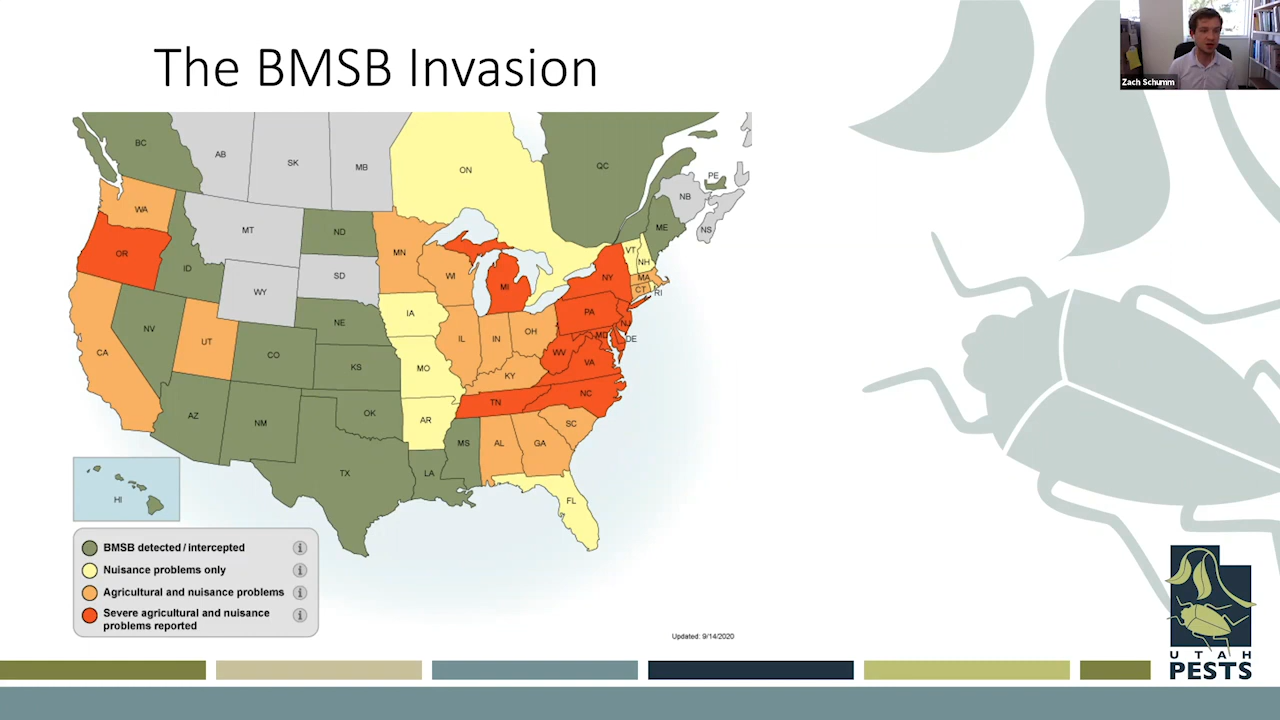 The BMSB Invasion
Zach Schumm
BC
AB
SK
MB
ON
QC
PE
NB
NS
WA
MT
ND
MN
ME
OR
ID
SD
WI
VT
NH
NY
MA
CT
RI
WY
MI
IA
NE
PA
NV
UT
CO
IL
IN
OH
NJ
MD
DE
CA
KS
MO
WV
VA
KY
NC
AZ
NM
OK
AR
TN
SC
MS
AL
GA
TX
LA
FL
HI
BMSB detected / intercepted
Nuisance problems only
Agricultural and nuisance problems
Severe agricultural and nuisance
problems reported
Updated: 9/14/2020
UTAH
PESTS